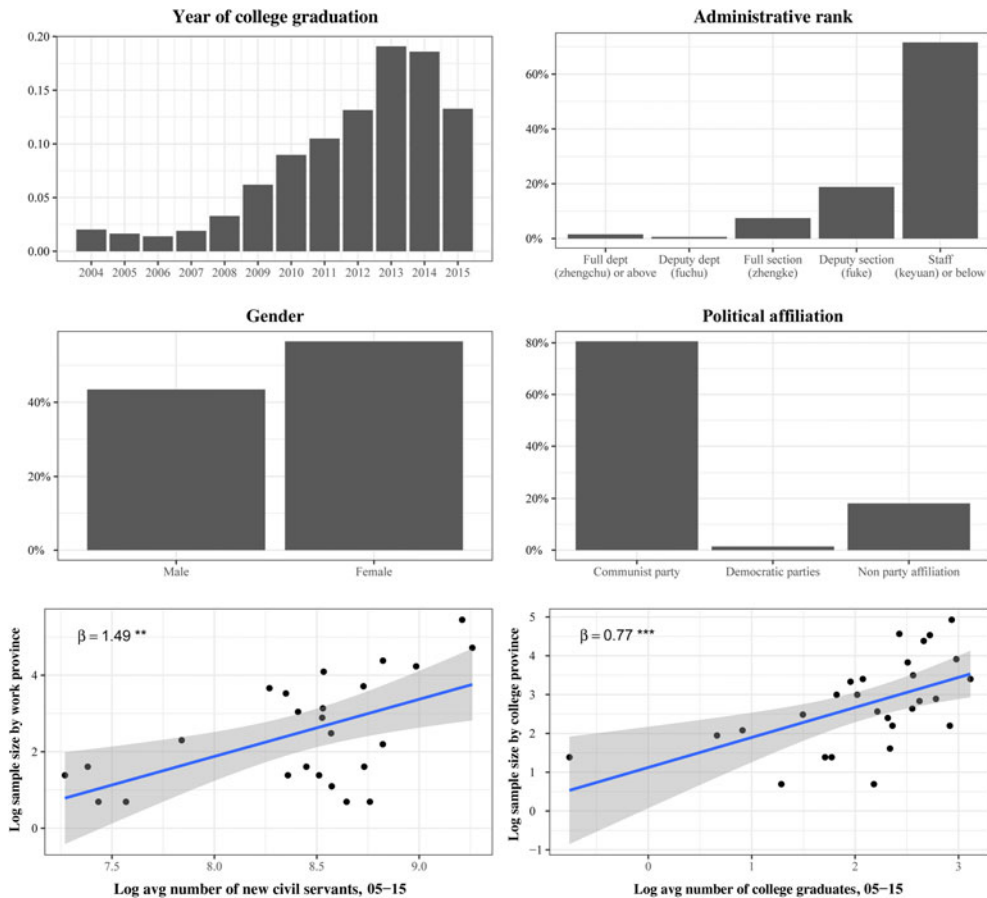 Year of college graduation
0.20
0.15
0.10
0.05
0.00
2004 2005 2006 2007 2008 2009 2010 2011 2012 2013 2014 2015
Administrative rank
60%
40%
20%
0%
Full dept Deputy dept Full section Deputy section Staff
(zhengchu) or above (fuchu) (zhengke) (fuke) (keyuan) or below
Gender
40%
20%
0%
Male Female
Political affiliation
80%
60%
40%
20%
0%
Communist party Democratic parties Non party affiliation
Log sample size by work province
β = 1.49 **
4
2
0
7.5 8.0 8.5 9.0
Log avg number of new civil servants, 05−15
Log sample size by college province
β = 0.77 ***
5
4
3
2
1
0
−1
0 1 2 3
Log avg number of college graduates, 05−15